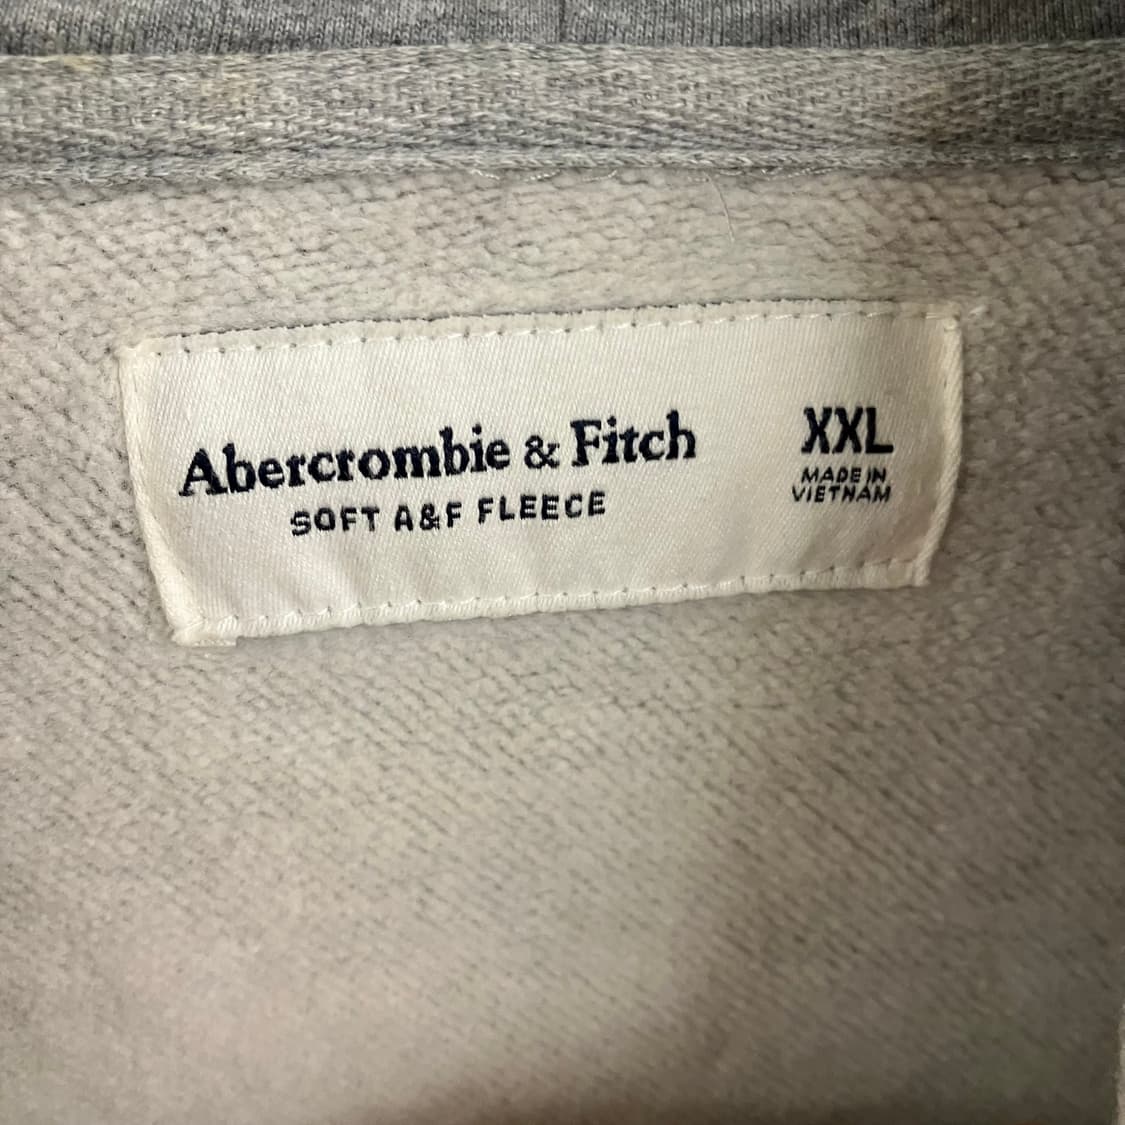 Abercrombie & Fitch
SOFT A&F FLEECE
XXL
MADE IN
VIETNAM